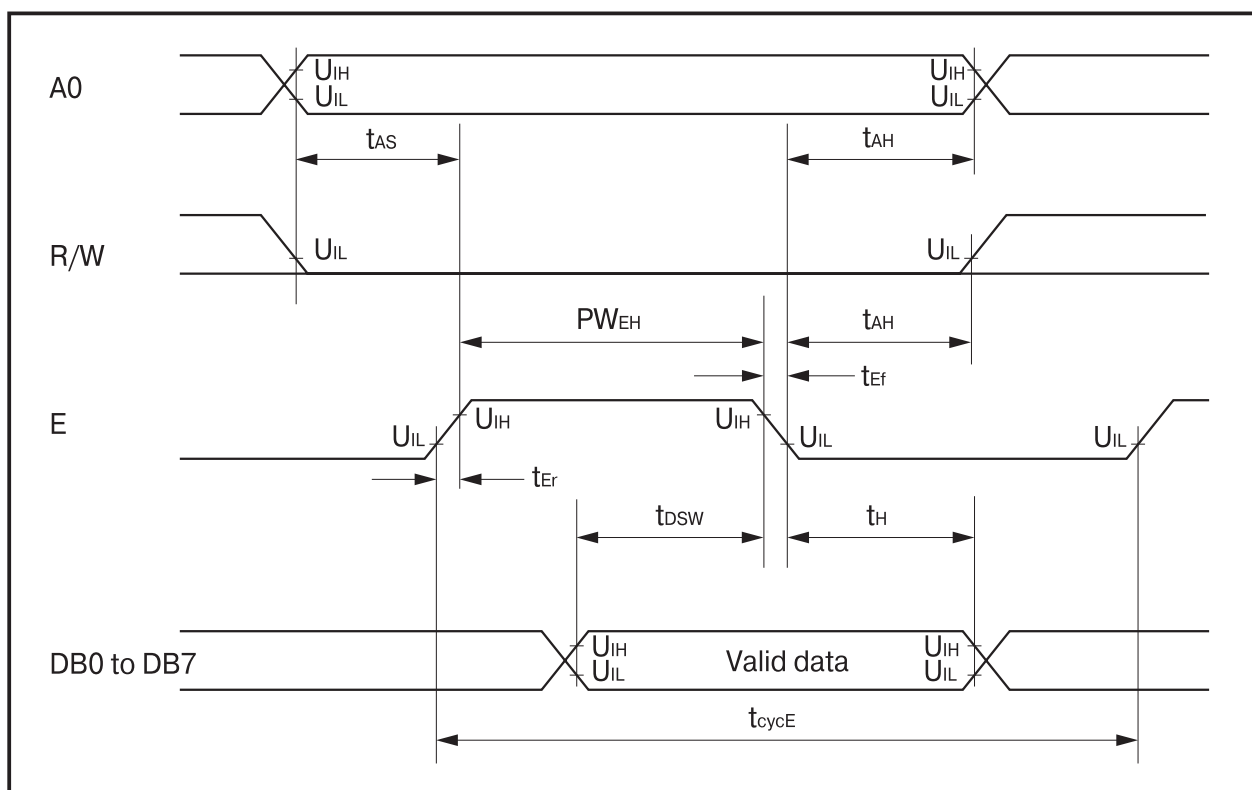 A0
UIH
UIL
UIH
UIL
tAS
tAH
R/W
UIL
UIL
PWEH
tAH
tEf
E
UIL
UIH
UIH
UIL
UIL
tEr
tDSW
tH
DB0 to DB7
UIH
UIL
Valid data
UIH
UIL
tcycE